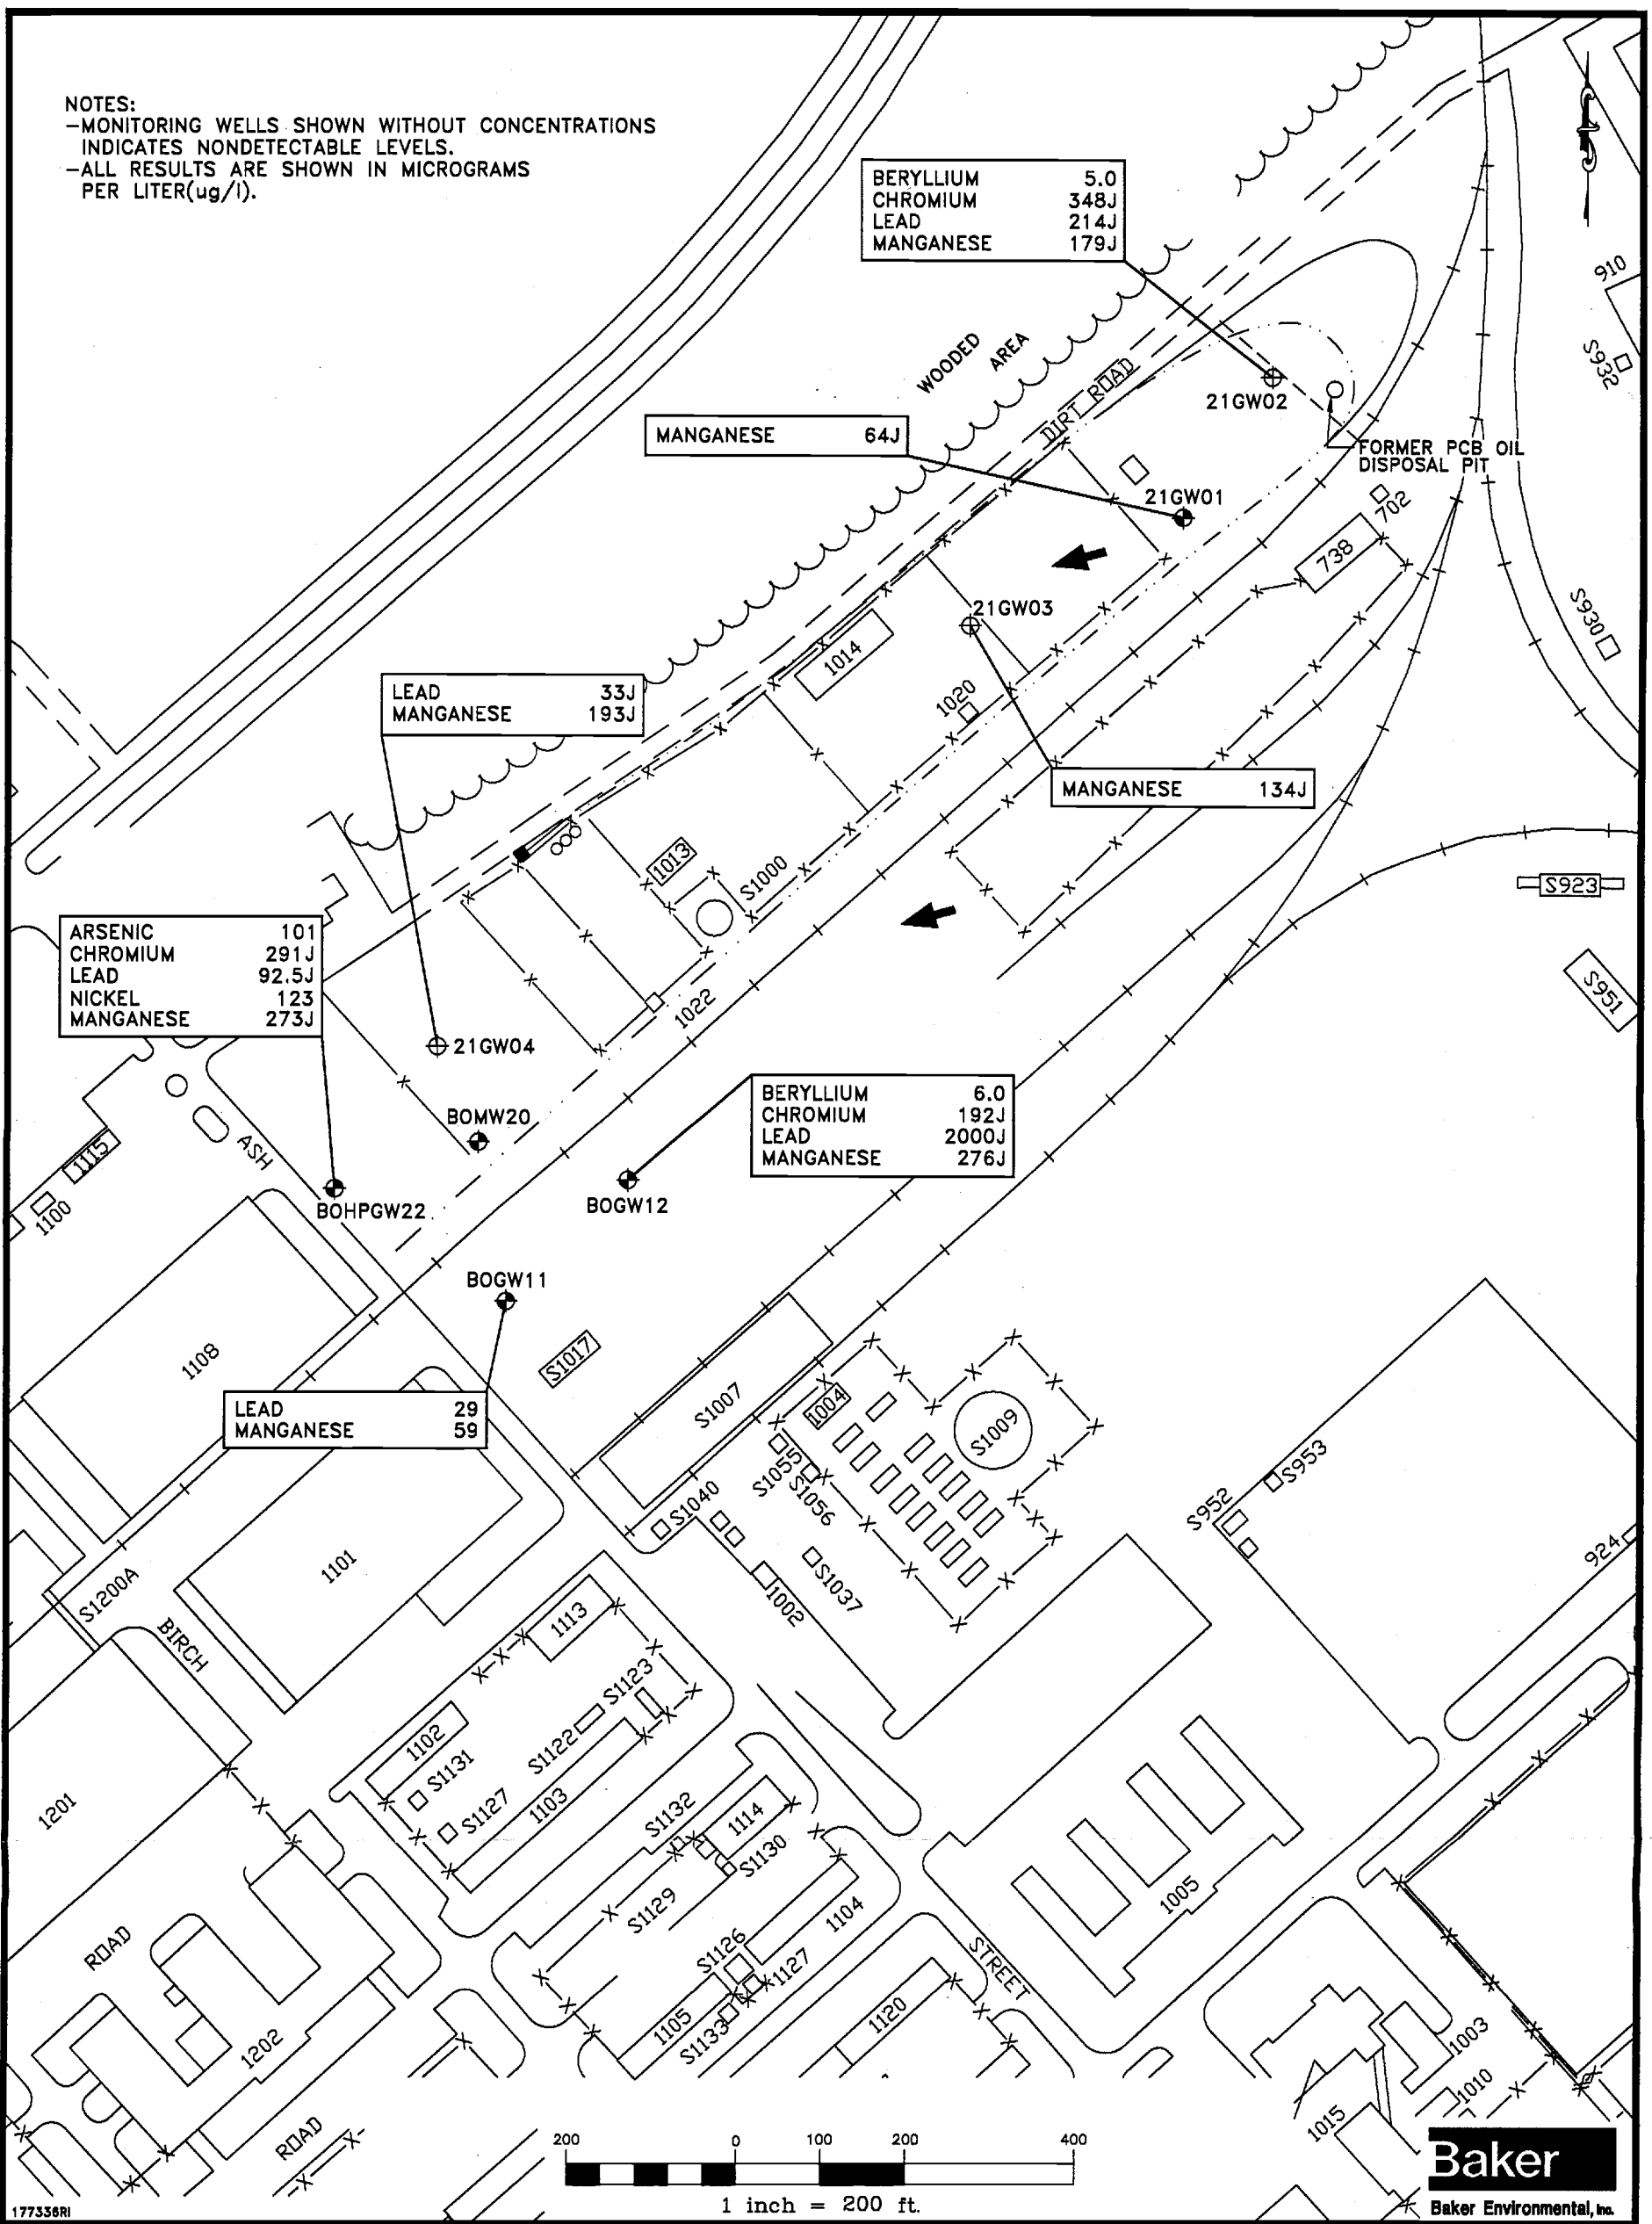 NOTES:
-MONITORING WELLS SHOWN WITHOUT CONCENTRATIONS
INDICATES NONDETECTABLE LEVELS.
-ALL RESULTS ARE SHOWN IN MICROGRAMS
PER LITER(ug/l).
BERYLLIUM 5.0
CHROMIUM 348J
LEAD 214J
MANGANESE 179J
910
S932
WOODED
AREA
DIRT ROAD
21GW02
FORMER PCB OIL
DISPOSAL PIT
MANGANESE 64J
21GW01
702
738
21GW03
S930
1014
1020
LEAD 33J
MANGANESE 193J
MANGANESE 134J
1013
S1000
S923
S951
ARSENIC 101
CHROMIUM 291J
LEAD 92.5J
NICKEL 123
MANGANESE 273J
1022
21GW04
BERYLLIUM 6.0
CHROMIUM 192J
LEAD 2000J
MANGANESE 276J
BOMW20
ASH
1115
1100
BOHPGW22
BOGW12
BOGW11
1108
S1017
LEAD 29
MANGANESE 59
S1007
1004
S1009
S1055
S1056
S1040
S1037
1002
S953
S952
924
1101
S1200A
BIRCH
1113
S1123
S1122
1102
S1131
S1127
1103
1201
S1132
1114
S1130
S1129
1104
1005
S1126
1127
STREET
ROAD
1105
S1133
1120
1202
1003
1010
1015
ROAD
200 0 100 200 400
1 inch = 200 ft.
Baker
Baker Environmental, Inc.
177336RI